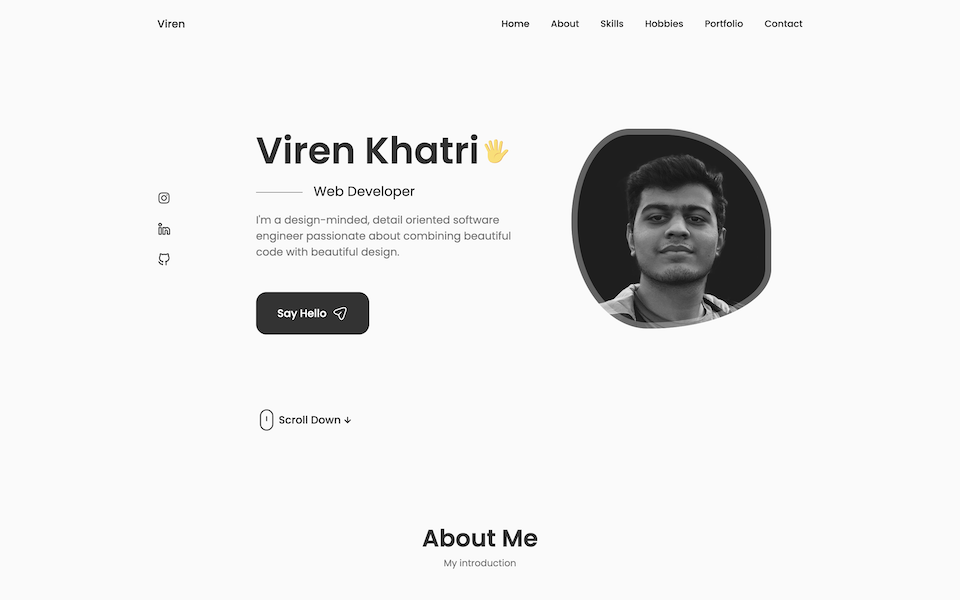 Viren
Home About Skills Hobbies Portfolio Contact
Viren Khatri🖐
Web Developer
I'm a design-minded, detail oriented software
engineer passionate about combining beautiful
code with beautiful design.
Say Hello
Scroll Down ↓
About Me
My introduction